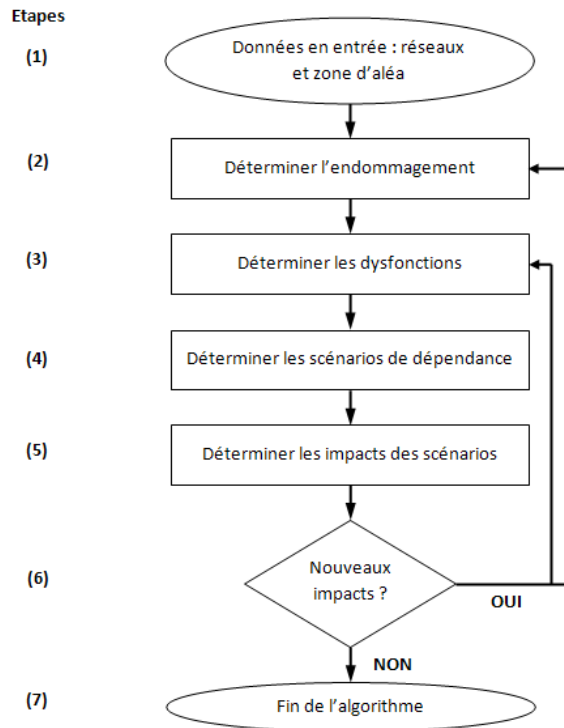 Etapes
(1)
Données en entrée : réseaux
et zone d'aléa
(2)
Déterminer l'endommagement
(3)
Déterminer les dysfonctions
(4)
Déterminer les scénarios de dépendance
(5)
Déterminer les impacts des scénarios
(6)
Nouveaux
impacts ?
OUI
NON
(7)
Fin de l'algorithme